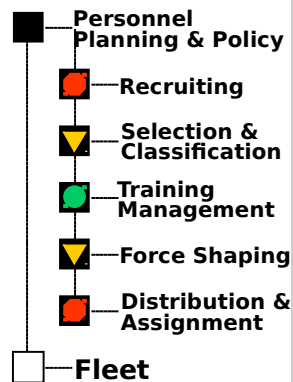 Personnel
Planning & Policy
Recruiting
Selection &
Classification
Training
Management
Force Shaping
Distribution &
Assignment
Fleet